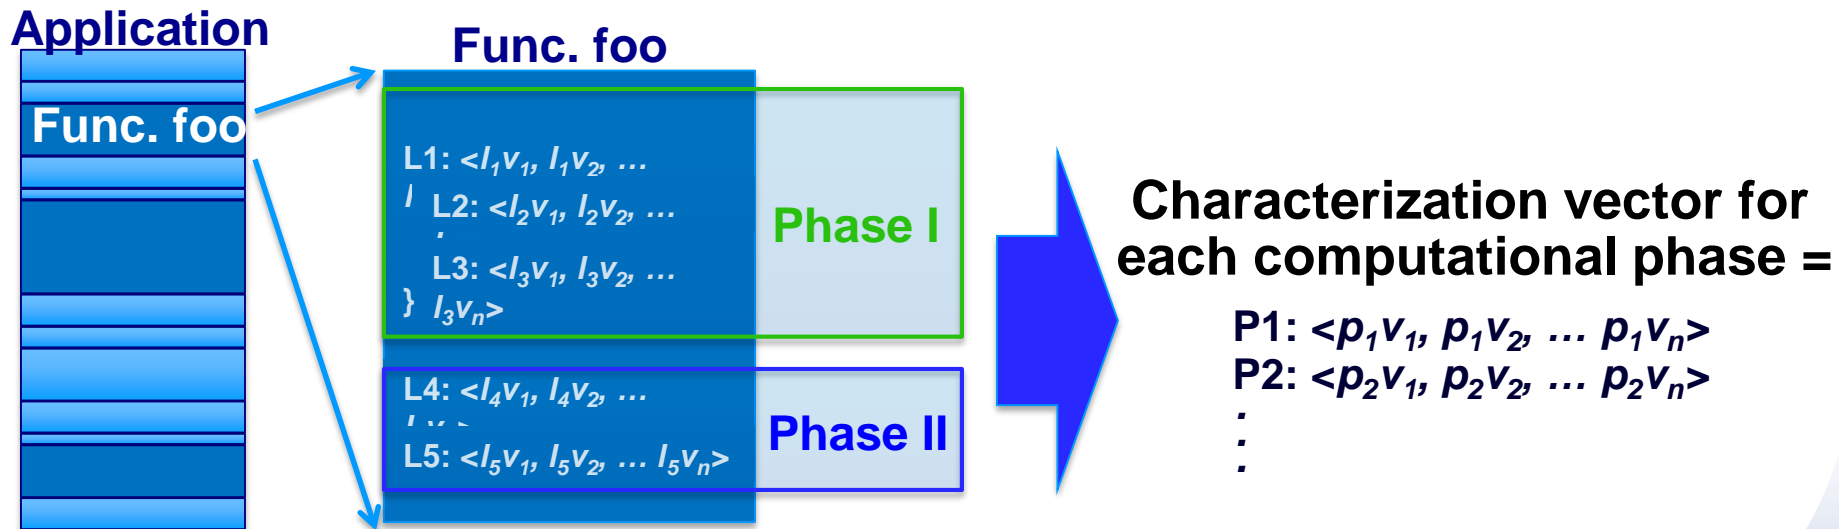 Application
Func. foo
Func. foo
L1: <l₁v₁, l₁v₂, …
L2: <l₂v₁, l₂v₂, …
L3: <l₃v₁, l₃v₂, …
} l₃vₙ>
Phase I
L4: <l₄v₁, l₄v₂, …
L5: <l₅v₁, l₅v₂, … l₅vₙ>
Phase II
Characterization vector for
each computational phase =
P1: <p₁v₁, p₁v₂, … p₁vₙ>
P2: <p₂v₁, p₂v₂, … p₂vₙ>
.
.
.